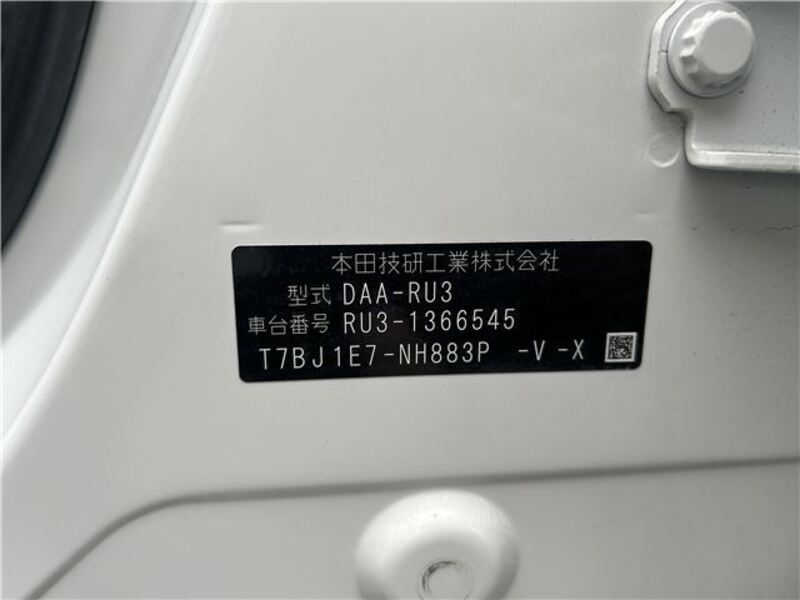 本田技研工業株式会社
型式 DAA-RU3
車台番号 RU3-1366545
T7BJ1E7-NH883P -V -X